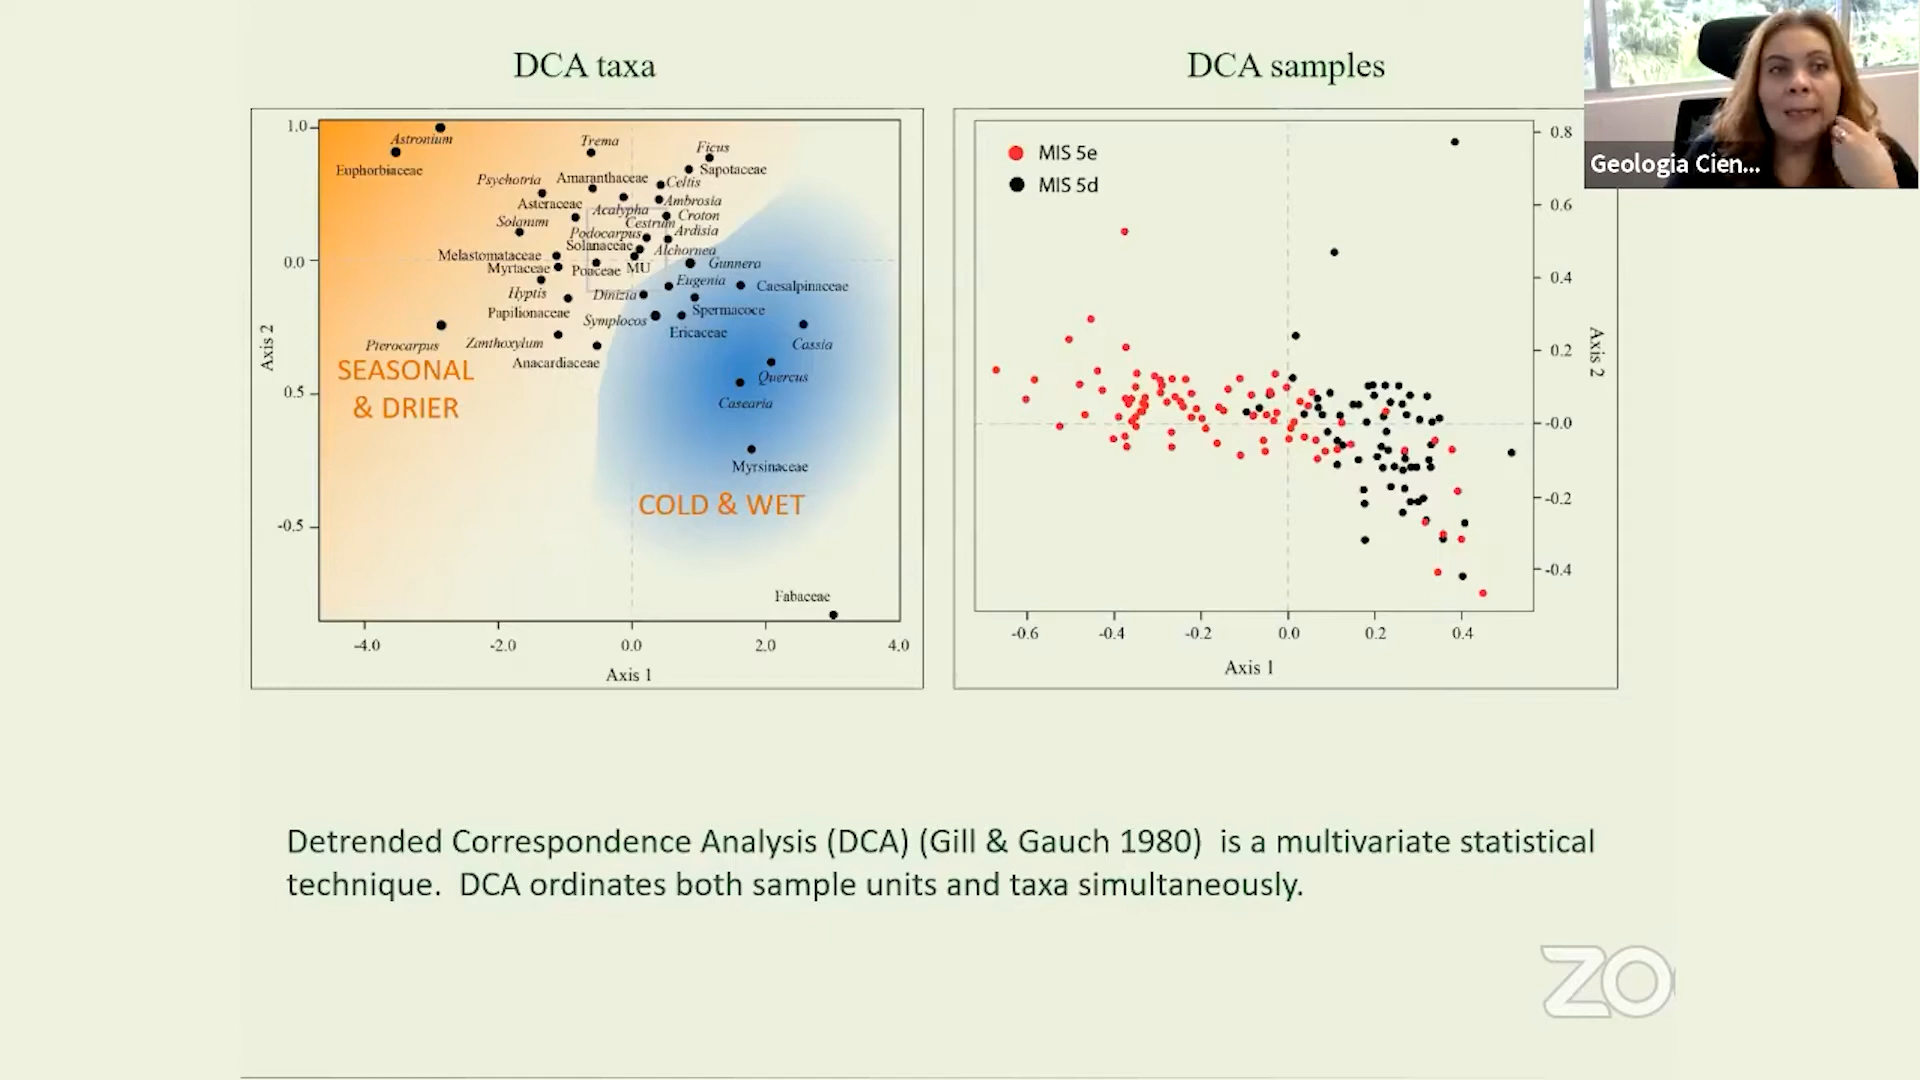 DCA taxa
DCA samples
Geologia Cien...
1.0
Astronium
Euphorbiaceae
Trema
Ficus
Sapotaceae
Psychotria
Amaranthaceae
Celtis
Asteraceae
Acalypha
Ambrosia
Solanum
Cestrum
Croton
Podocarpus
Ardisia
Solanaceae
Alchornea
Melastomataceae
0.0
Myrtaceae
Poaceae
MU
Gunnera
Hyptis
Dinizia
Eugenia
Caesalpinaceae
Papilionaceae
Symplocos
Spermacoce
Ericaceae
Pterocarpus
Zanthoxylum
Cassia
Anacardiaceae
SEASONAL
& DRIER
Quercus
0.5
Casearia
Myrsinaceae
COLD & WET
-0.5
Fabaceae
Axis 2
-4.0
-2.0
0.0
2.0
4.0
Axis 1
MIS 5e
MIS 5d
0.8
0.6
0.4
0.2
-0.0
-0.2
-0.4
Axis 2
-0.6
-0.4
-0.2
0.0
0.2
0.4
Axis 1
Detrended Correspondence Analysis (DCA) (Gill & Gauch 1980) is a multivariate statistical
technique. DCA ordinates both sample units and taxa simultaneously.
ZO